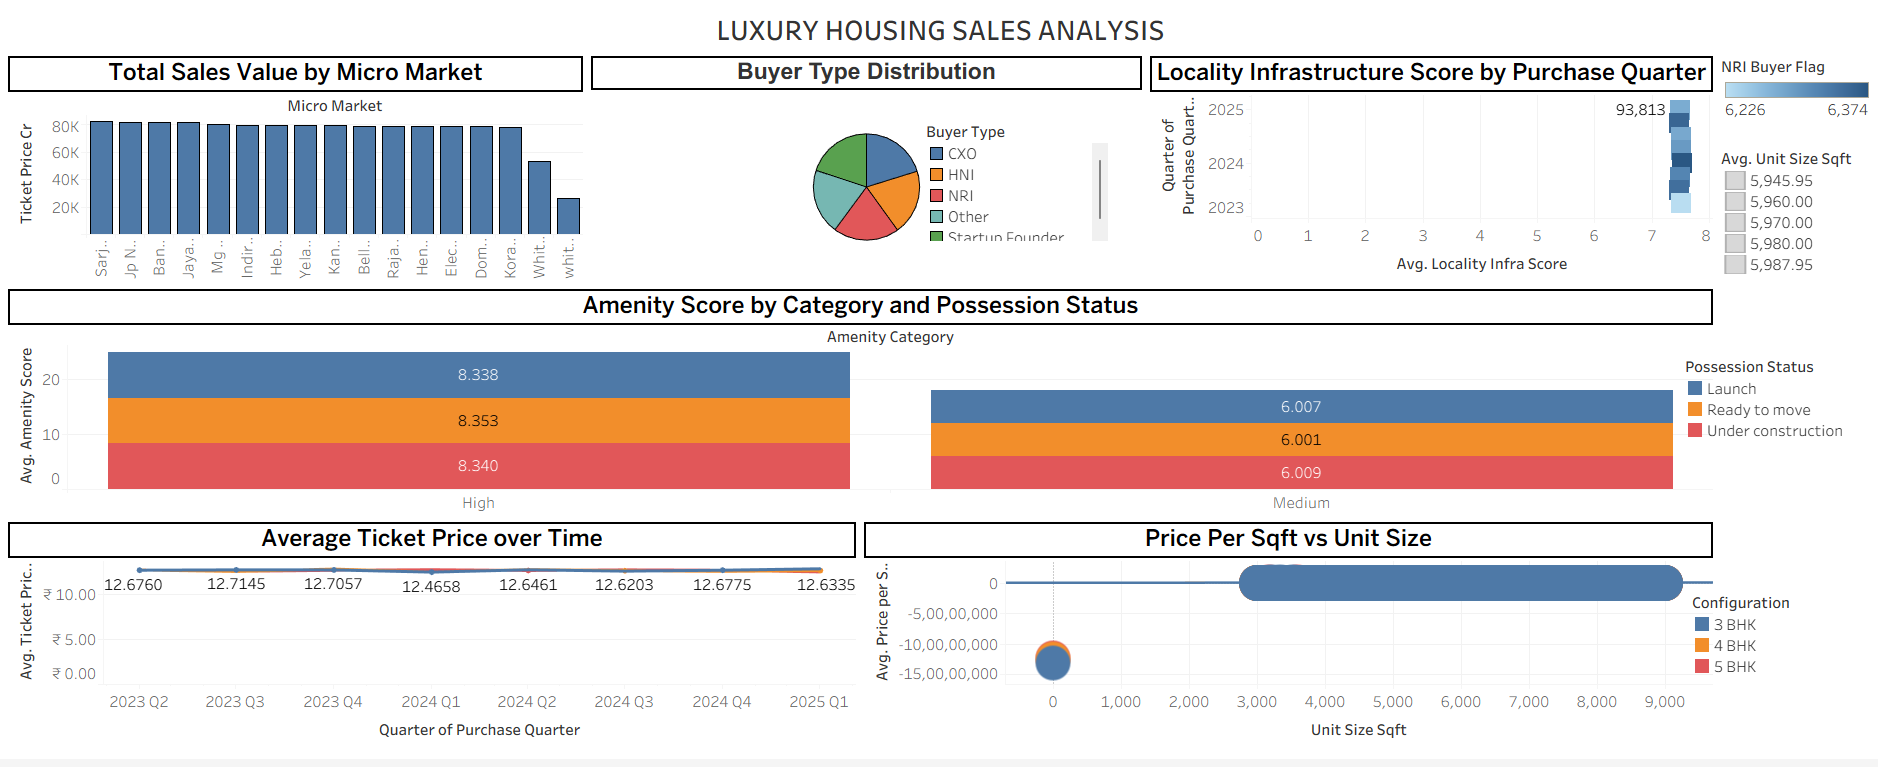 LUXURY HOUSING SALES ANALYSIS
Total Sales Value by Micro Market
Micro Market
Ticket Price Cr
80K
60K
40K
20K
Sarj..
Jp N..
Ban..
Jaya..
Mg ..
Indir..
Heb..
Yela..
Kan..
Bell..
Raja..
Hen..
Elec..
Dom..
Kora..
Whit..
whit..
Buyer Type Distribution
Buyer Type
CXO
HNI
NRI
Other
Startup Founder
Locality Infrastructure Score by Purchase Quarter
Quarter of
Purchase Quart..
2025
2024
2023
93,813
0 1 2 3 4 5 6 7 8
Avg. Locality Infra Score
NRI Buyer Flag
6,226 6,374
Avg. Unit Size Sqft
5,945.95
5,960.00
5,970.00
5,980.00
5,987.95
Amenity Score by Category and Possession Status
Amenity Category
Avg. Amenity Score
20
10
0
8.338
8.353
8.340
6.007
6.001
6.009
High Medium
Possession Status
Launch
Ready to move
Under construction
Average Ticket Price over Time
Avg. Ticket Pric..
₹ 10.00
₹ 5.00
₹ 0.00
12.6760 12.7145 12.7057 12.4658 12.6461 12.6203 12.6775 12.6335
2023 Q2 2023 Q3 2023 Q4 2024 Q1 2024 Q2 2024 Q3 2024 Q4 2025 Q1
Quarter of Purchase Quarter
Price Per Sqft vs Unit Size
Avg. Price per S..
0
-5,00,00,000
-10,00,00,000
-15,00,00,000
0 1,000 2,000 3,000 4,000 5,000 6,000 7,000 8,000 9,000
Unit Size Sqft
Configuration
3 BHK
4 BHK
5 BHK